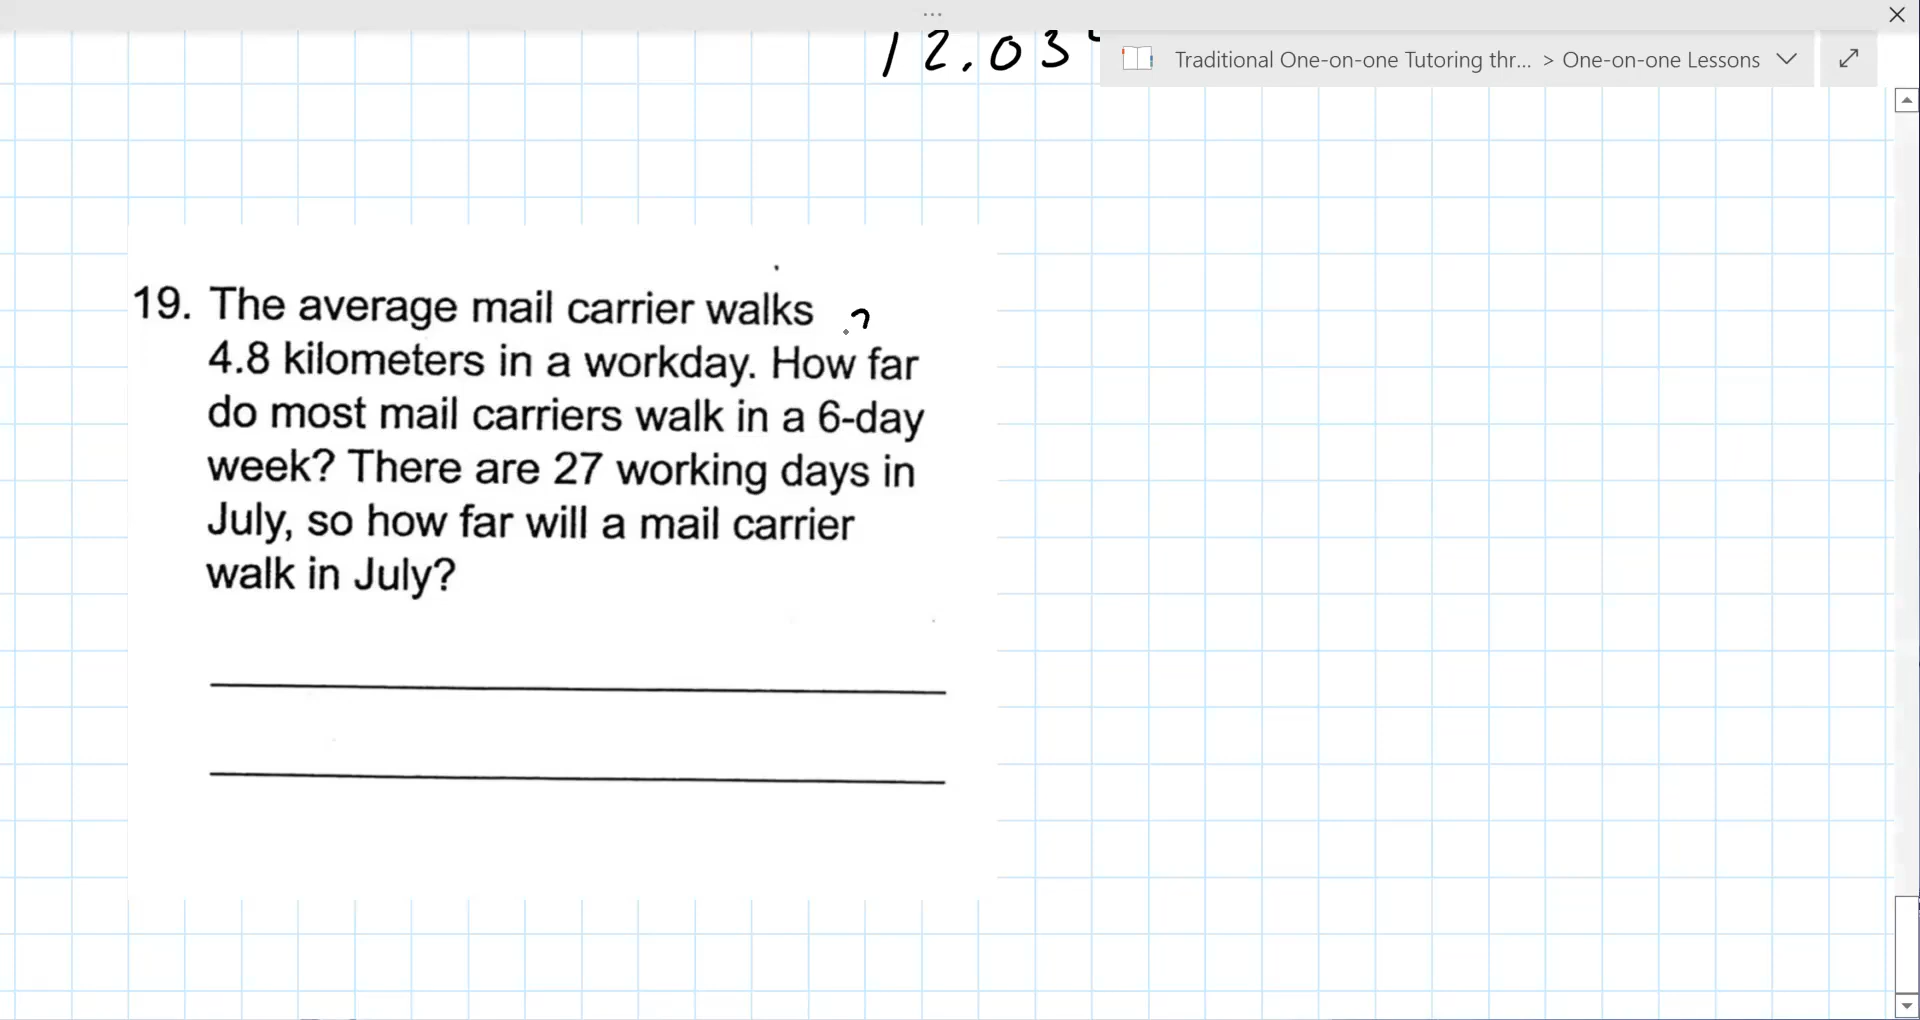 12.03
Traditional One-on-one Tutoring thr... > One-on-one Lessons
19. The average mail carrier walks
4.8 kilometers in a workday. How far
do most mail carriers walk in a 6-day
week? There are 27 working days in
July, so how far will a mail carrier
walk in July?